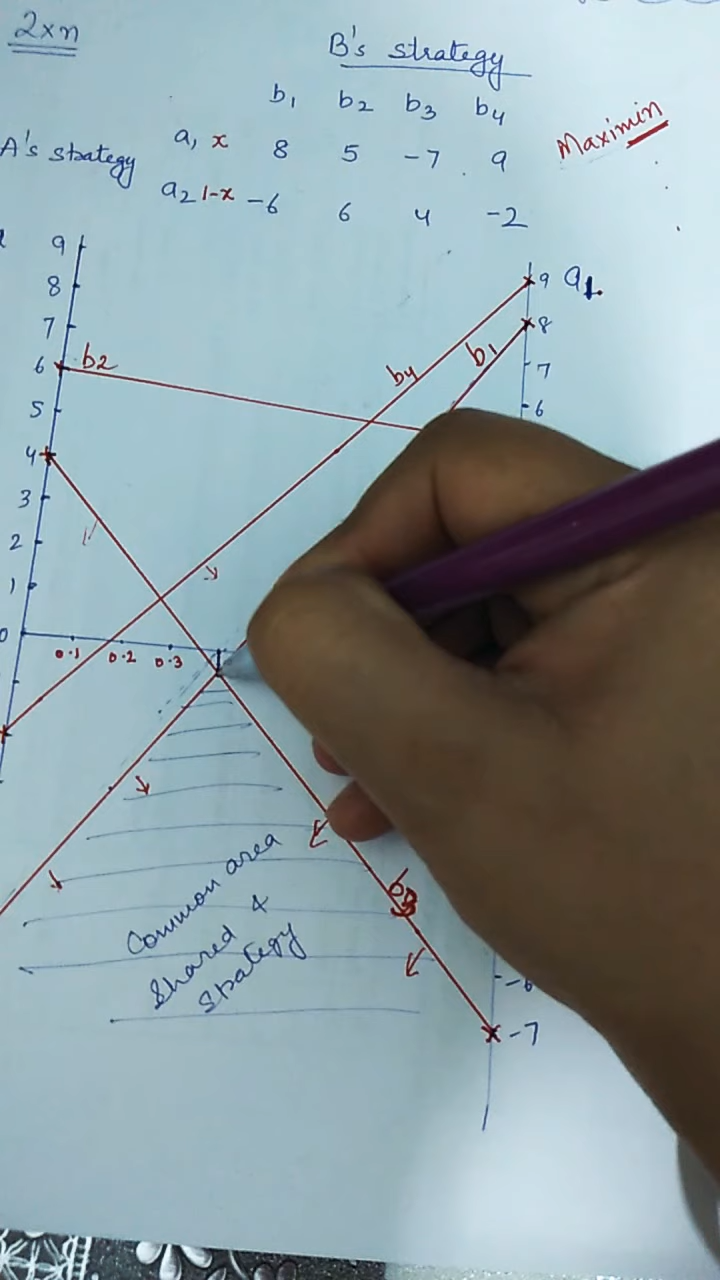 2xn
B's strategy
b1 b2 b3 b4
Maximin
A's strategy
a1 x 8 5 -7 9
a2 1-x -6 6 4 -2
9
8
7
6 b2
5
4
3
2
1
0
0.1 0.2 0.3
9 a1
8
7
6
b4
b1
-6
-7
Common area
&
Shared
Strategy